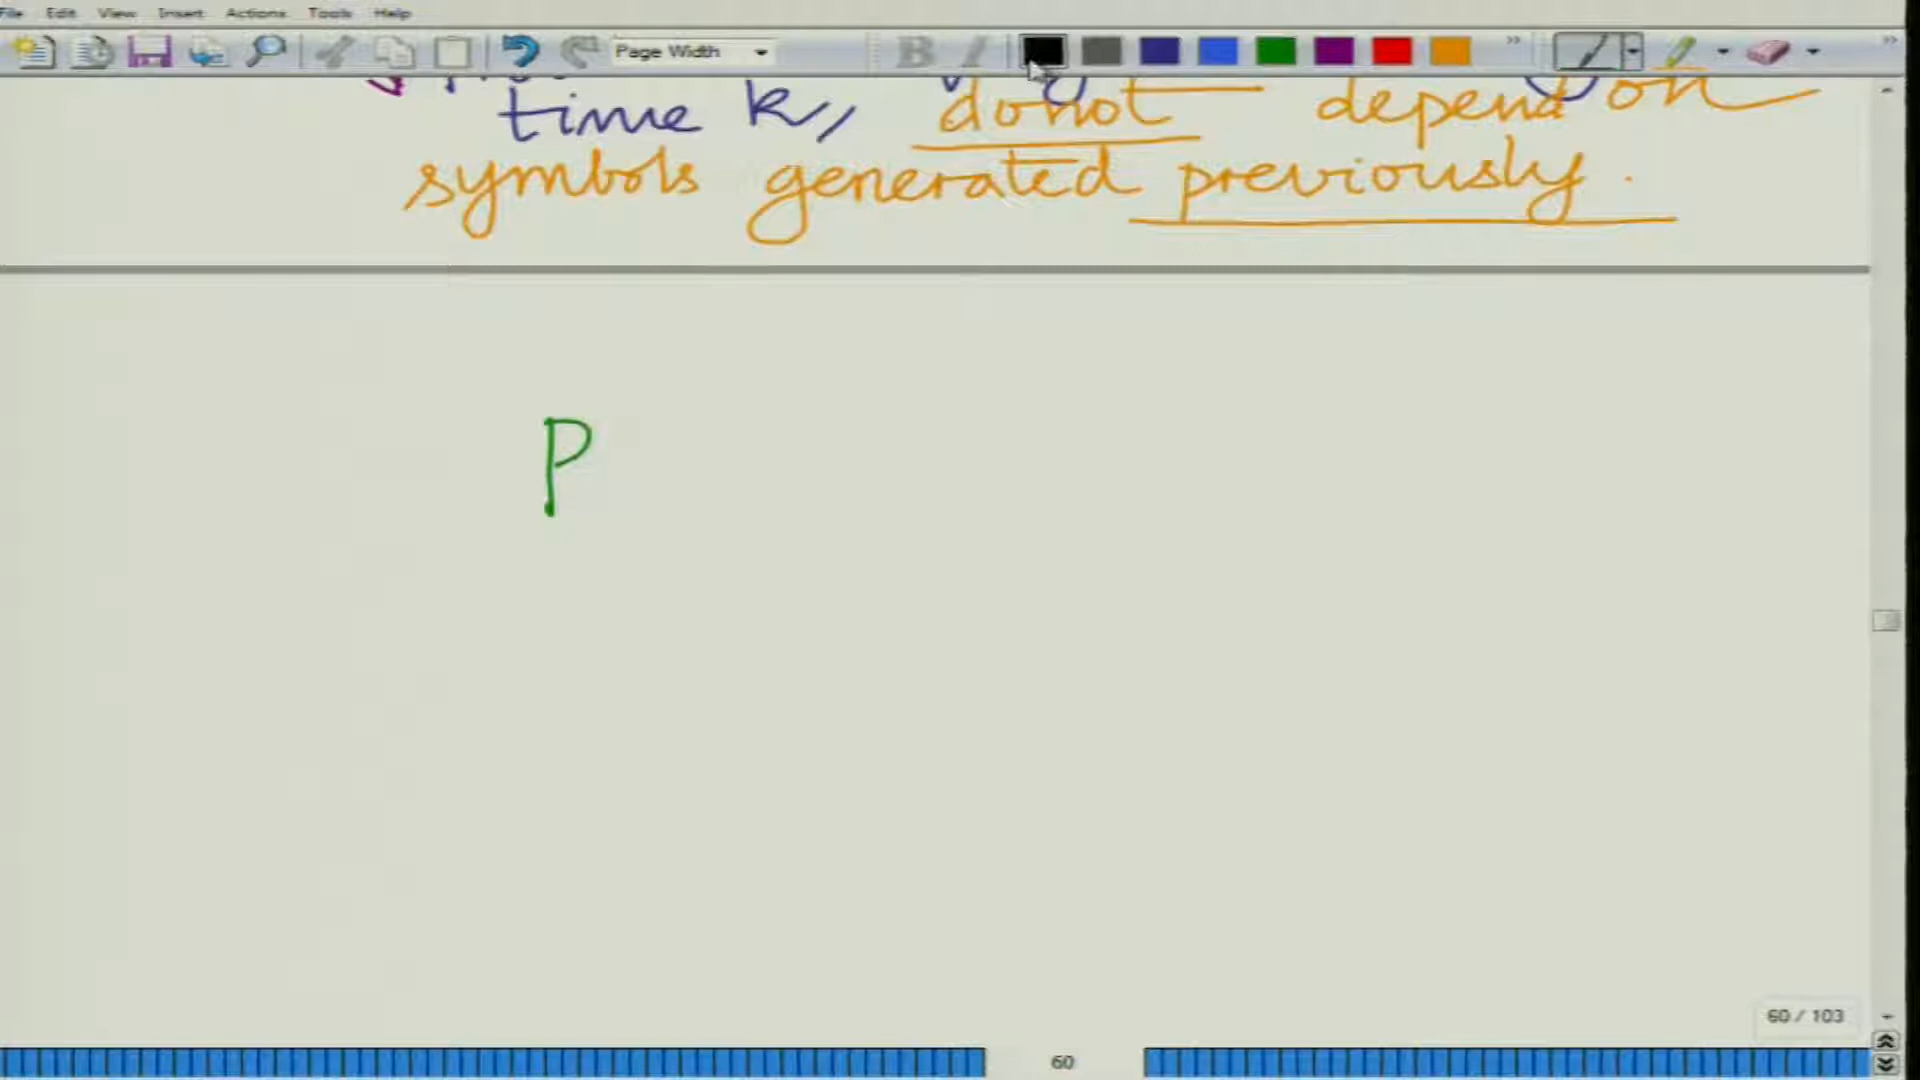 File Edit View Insert Actions Tools Help
Page Width
time k, donot depend on
symbols generated previously.
P
60 / 103
60